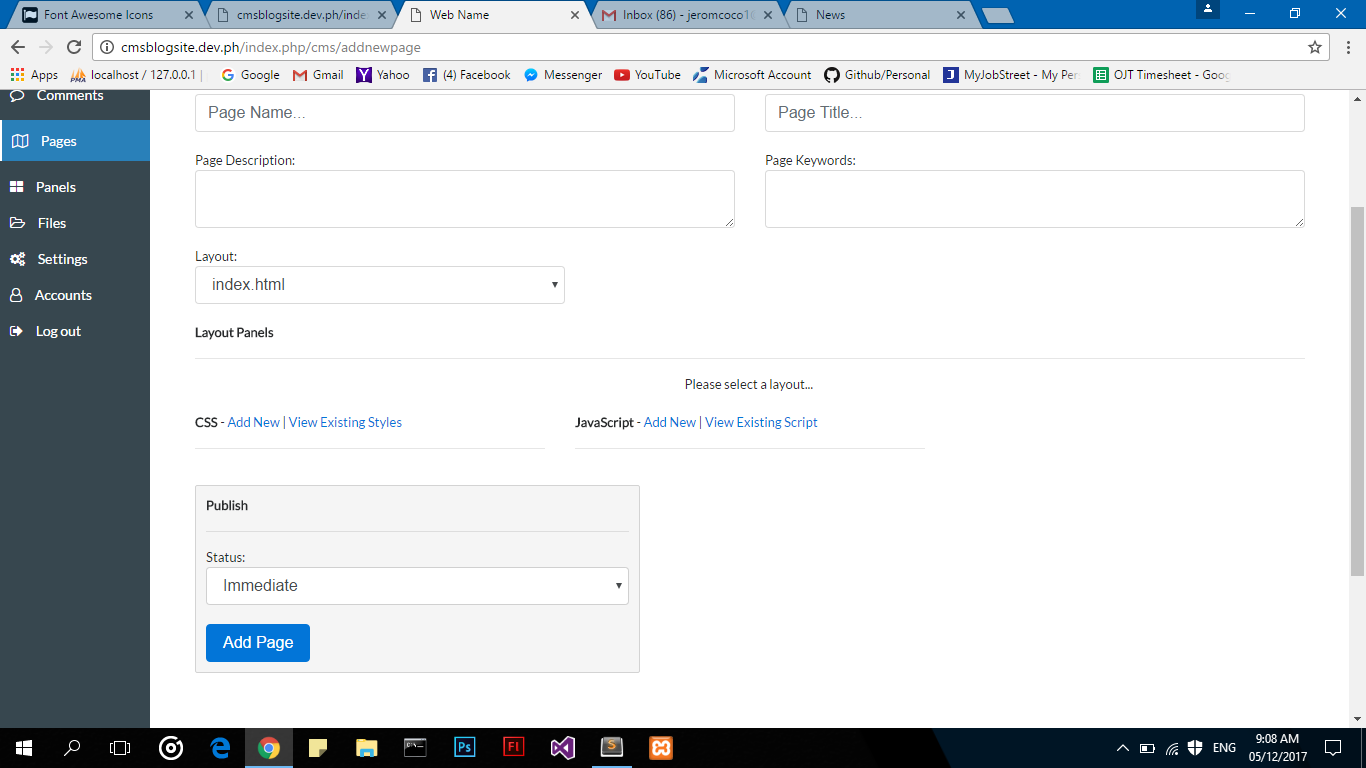 Font Awesome Icons
cmsblogsite.dev.ph/inde
Web Name
Inbox (86) - jeromcoco1
News
cmsblogsite.dev.ph/index.php/cms/addnewpage
Apps
localhost / 127.0.0.1 |
Google
Gmail
Yahoo
(4) Facebook
Messenger
YouTube
Microsoft Account
Github/Personal
MyJobStreet - My Per
OJT Timesheet - Goog
Comments
Pages
Panels
Files
Settings
Accounts
Log out
Page Name...
Page Title...
Page Description:
Page Keywords:
Layout:
index.html
Layout Panels
Please select a layout...
CSS - Add New | View Existing Styles
JavaScript - Add New | View Existing Script
Publish
Status:
Immediate
Add Page
Ps
Fl
S
ENG
9:08 AM
05/12/2017